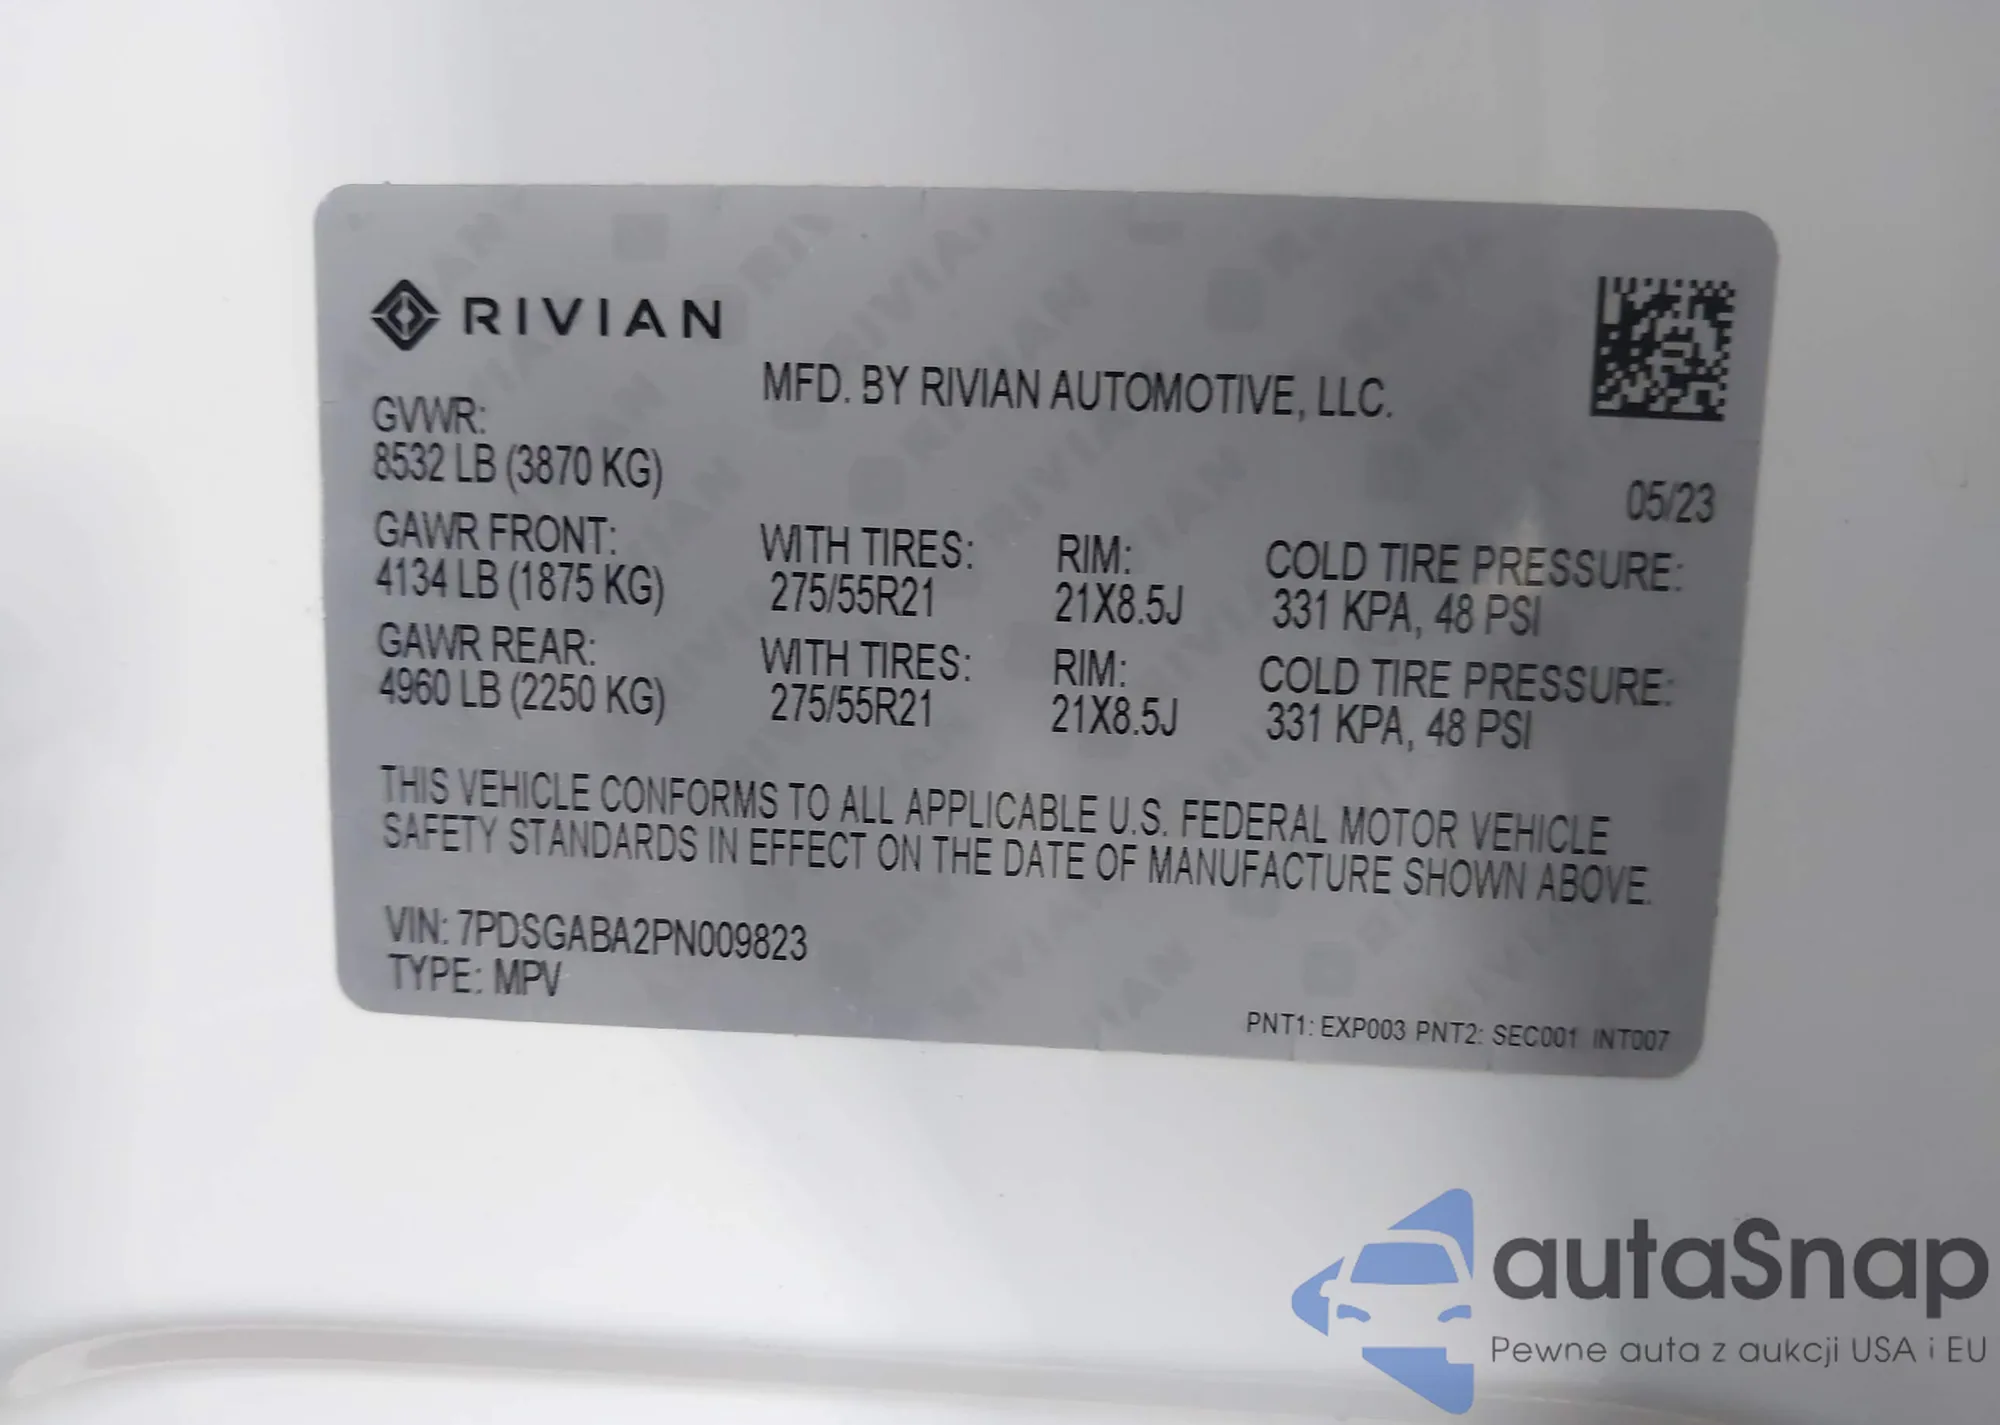 RIVIAN
MFD. BY RIVIAN AUTOMOTIVE, LLC.
GVWR:
8532 LB (3870 KG)
05/23
GAWR FRONT: WITH TIRES: RIM: COLD TIRE PRESSURE:
4134 LB (1875 KG) 275/55R21 21X8.5J 331 KPA, 48 PSI
GAWR REAR: WITH TIRES: RIM: COLD TIRE PRESSURE:
4960 LB (2250 KG) 275/55R21 21X8.5J 331 KPA, 48 PSI
THIS VEHICLE CONFORMS TO ALL APPLICABLE U.S. FEDERAL MOTOR VEHICLE
SAFETY STANDARDS IN EFFECT ON THE DATE OF MANUFACTURE SHOWN ABOVE.
VIN: 7PDSGABA2PN009823
TYPE: MPV
PNT1: EXP003 PNT2: SEC001 INT007
autaSnap
Pewne auta z aukcji USA i EU